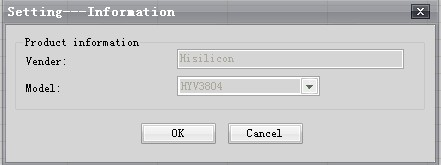 Setting---Information
Product information
Vender: Hisilicon
Model: HYV3804
OK Cancel